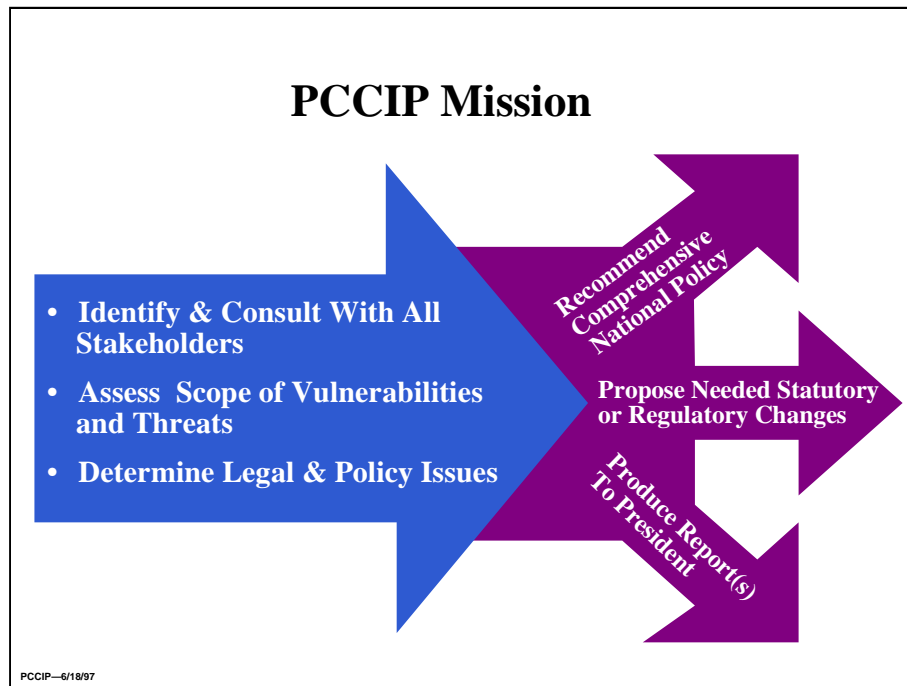 PCCIP Mission
• Identify & Consult With All
Stakeholders
• Assess Scope of Vulnerabilities
and Threats
• Determine Legal & Policy Issues
Recommend
Comprehensive
National Policy
Propose Needed Statutory
or Regulatory Changes
Produce Report(s)
To President
PCCIP—6/18/97